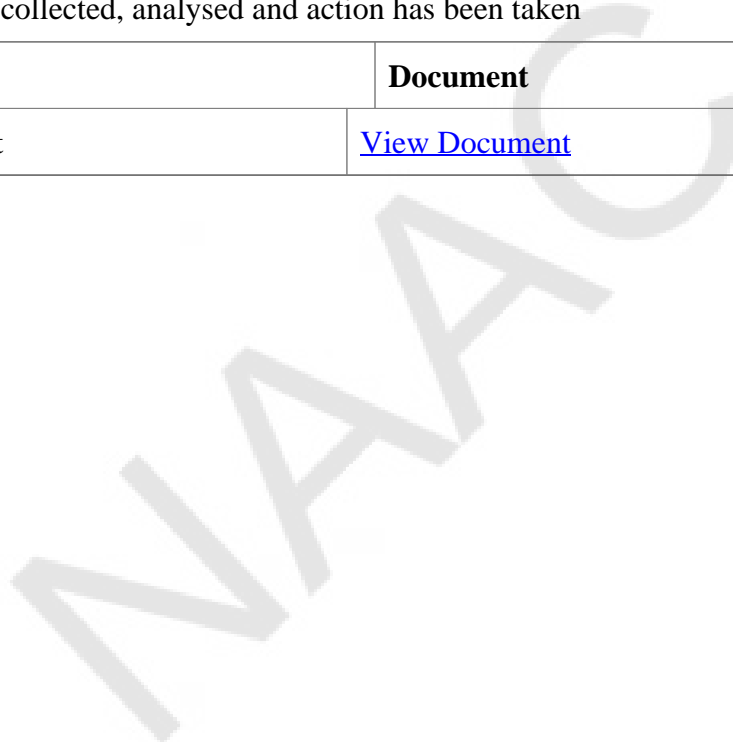 collected, analysed and action has been taken
Document
View Document
NAAC